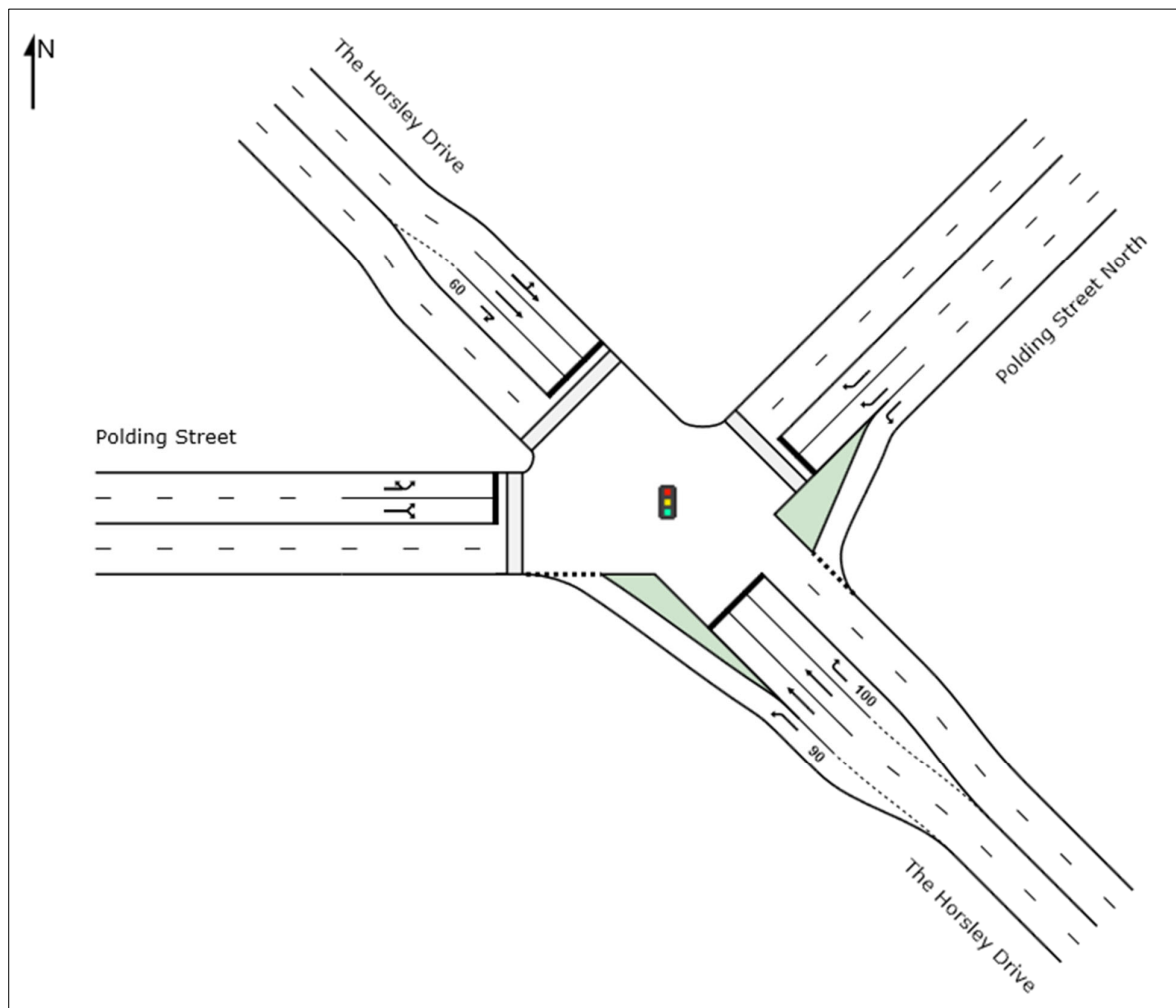 N
The Horsley Drive
60
Polding Street North
Polding Street
100
90
The Horsley Drive